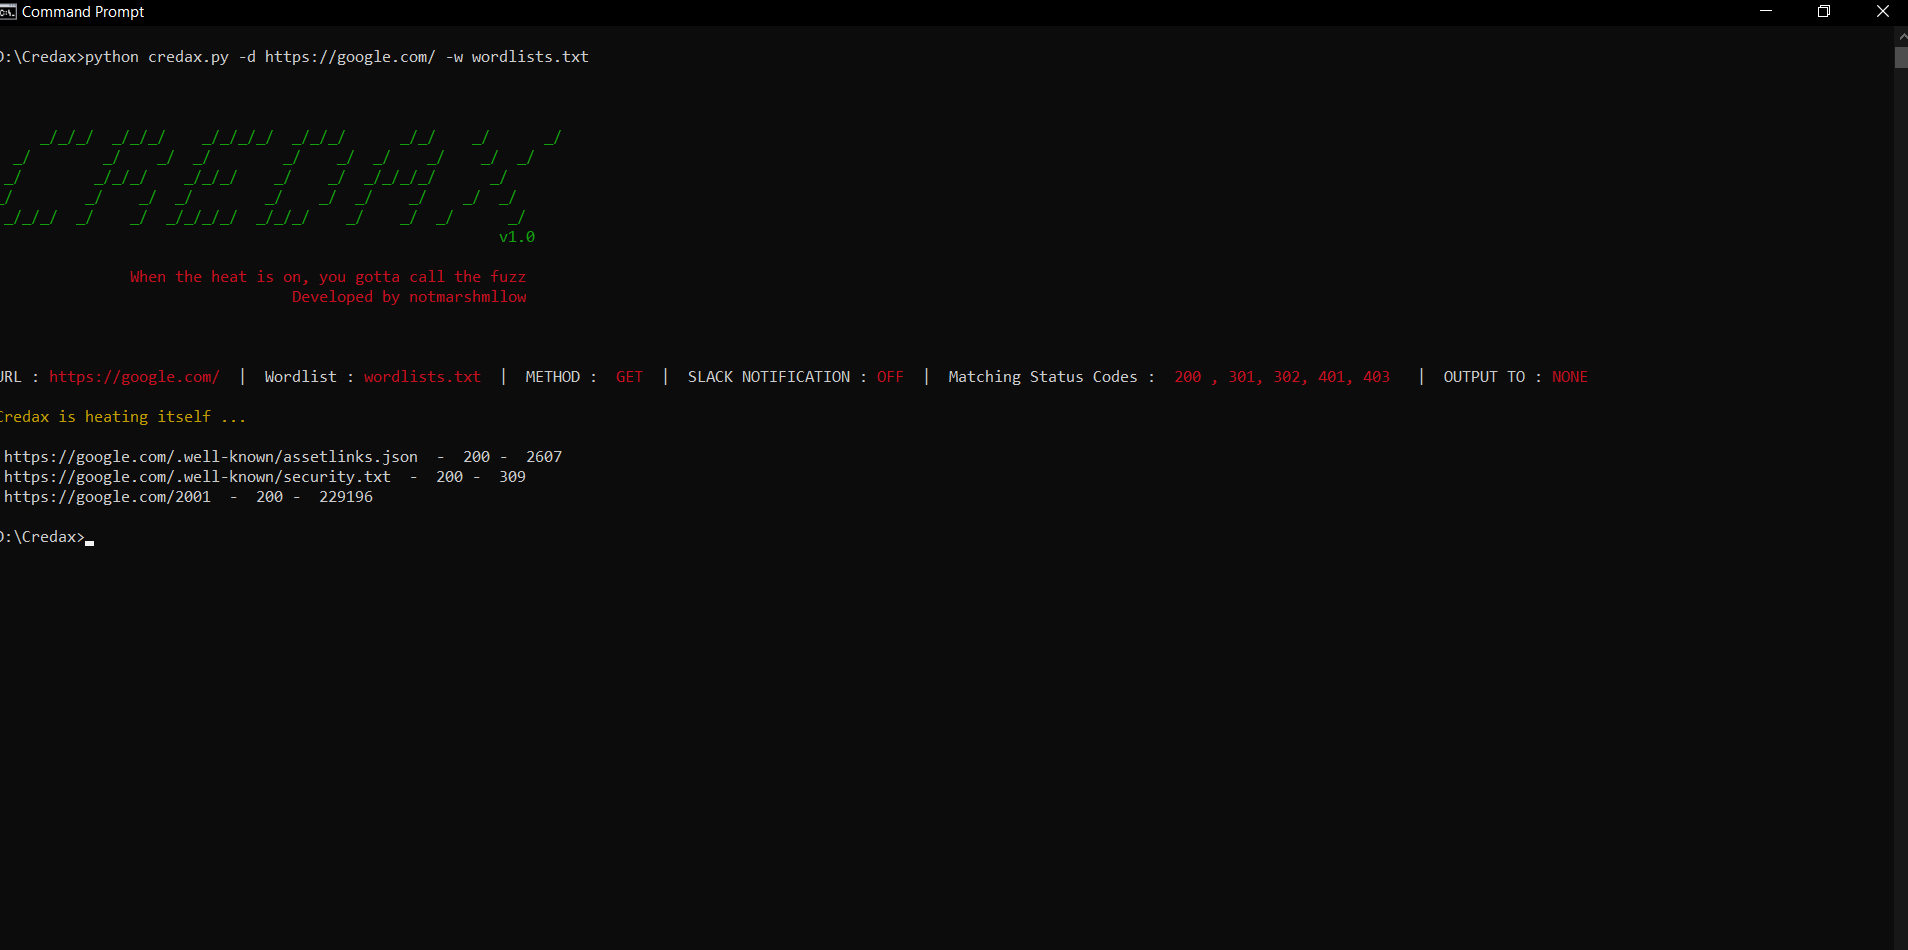 Command Prompt
D:\Credax>python credax.py -d https://google.com/ -w wordlists.txt
CREDAX
v1.0
When the heat is on, you gotta call the fuzz
Developed by notmarshmllow
URL : https://google.com/ | Wordlist : wordlists.txt | METHOD : GET | SLACK NOTIFICATION : OFF | Matching Status Codes : 200 , 301, 302, 401, 403 | OUTPUT TO : NONE
Credax is heating itself ...
https://google.com/.well-known/assetlinks.json - 200 - 2607
https://google.com/.well-known/security.txt - 200 - 309
https://google.com/2001 - 200 - 229196
D:\Credax>